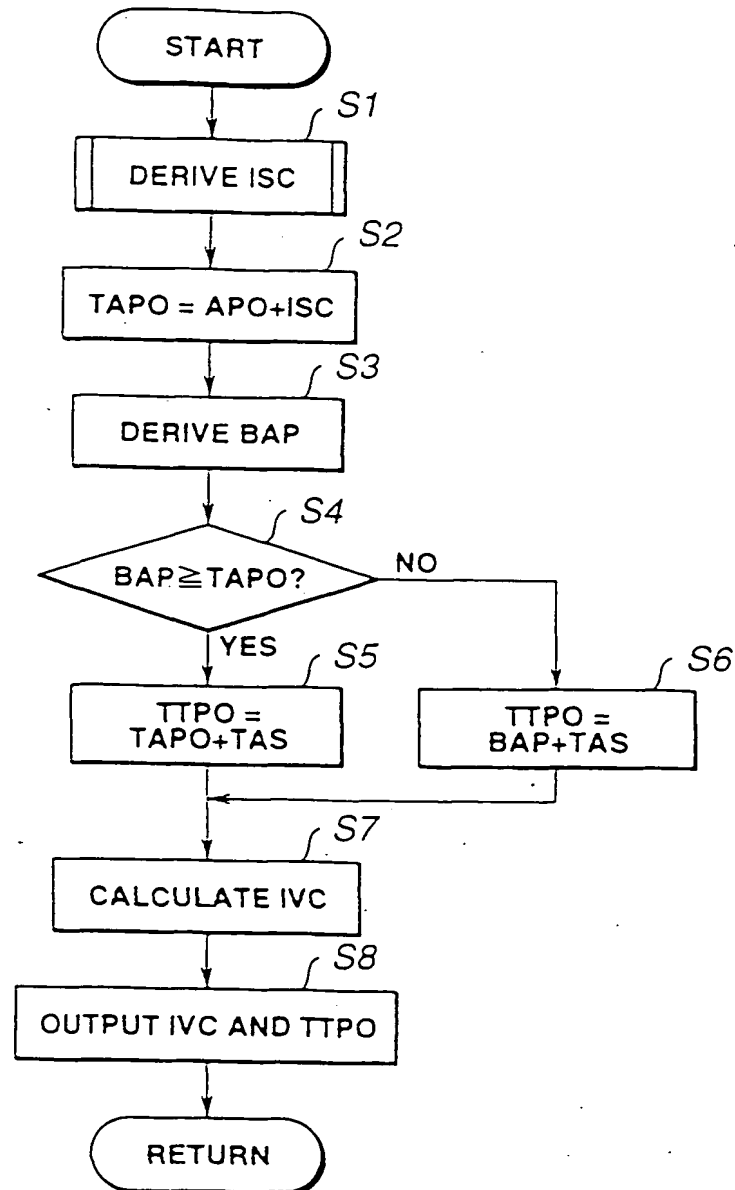 START
S1
DERIVE ISC
S2
TAPO = APO+ISC
S3
DERIVE BAP
S4
BAP≧TAPO?
NO
YES
S5
TTPO =
TAPO+TAS
S6
TTPO =
BAP+TAS
S7
CALCULATE IVC
S8
OUTPUT IVC AND TTPO
RETURN